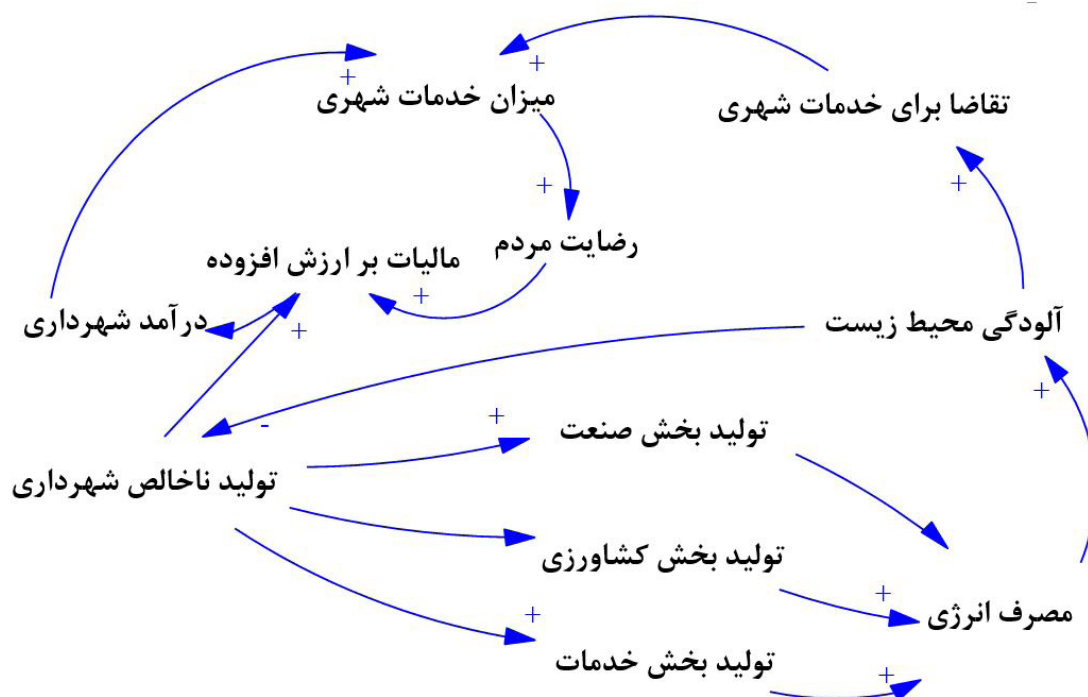 میزان خدمات شهری
تقاضا برای خدمات شهری
رضایت مردم
مالیات بر ارزش افزوده
درآمد شهرداری
آلودگی محیط زیست
تولید بخش صنعت
تولید ناخالص شهرداری
تولید بخش کشاورزی
مصرف انرژی
تولید بخش خدمات
+
+
+
+
+
+
+
-
+
+
+
+